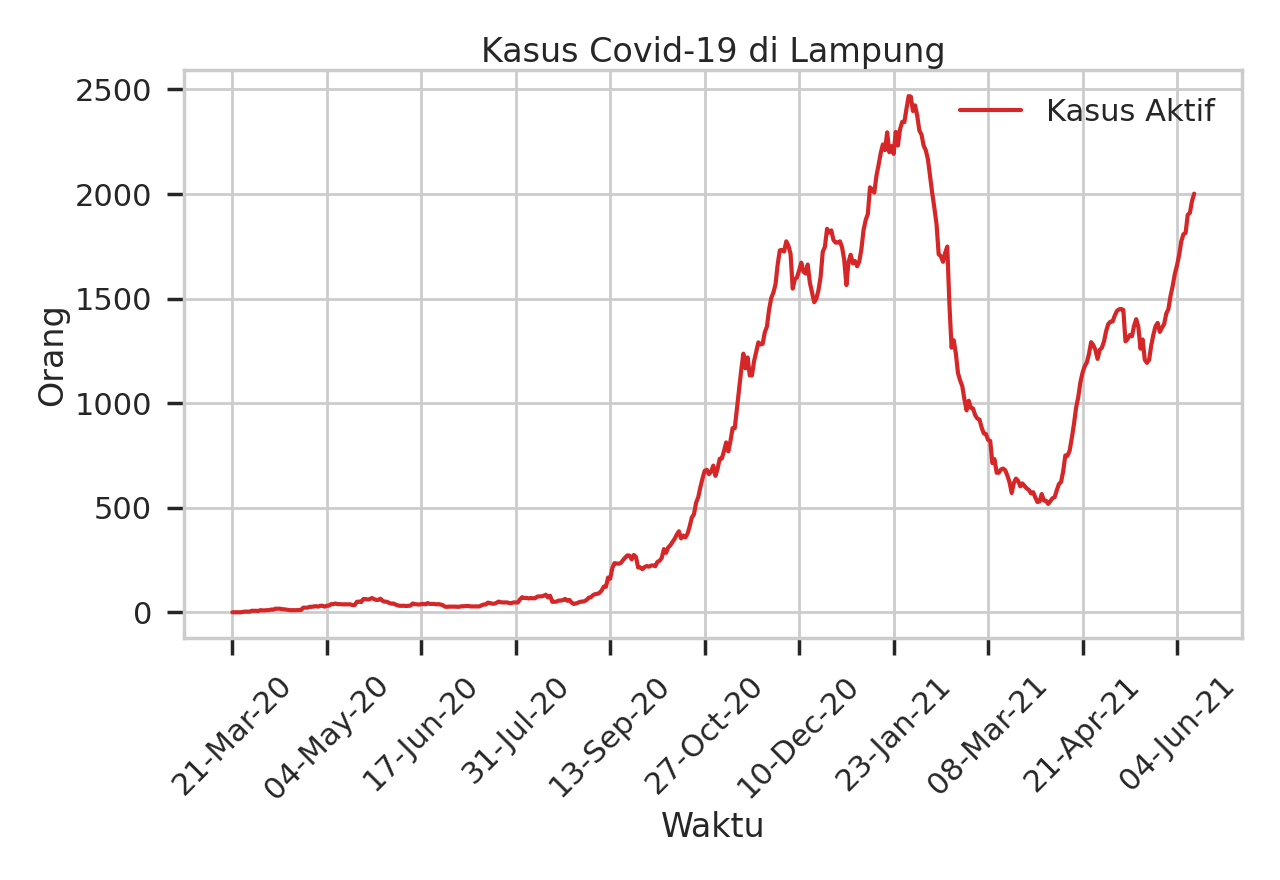 Kasus Covid-19 di Lampung
Kasus Aktif
Orang
2500
2000
1500
1000
500
0
21-Mar-20
04-May-20
17-Jun-20
31-Jul-20
13-Sep-20
27-Oct-20
10-Dec-20
23-Jan-21
08-Mar-21
21-Apr-21
04-Jun-21
Waktu